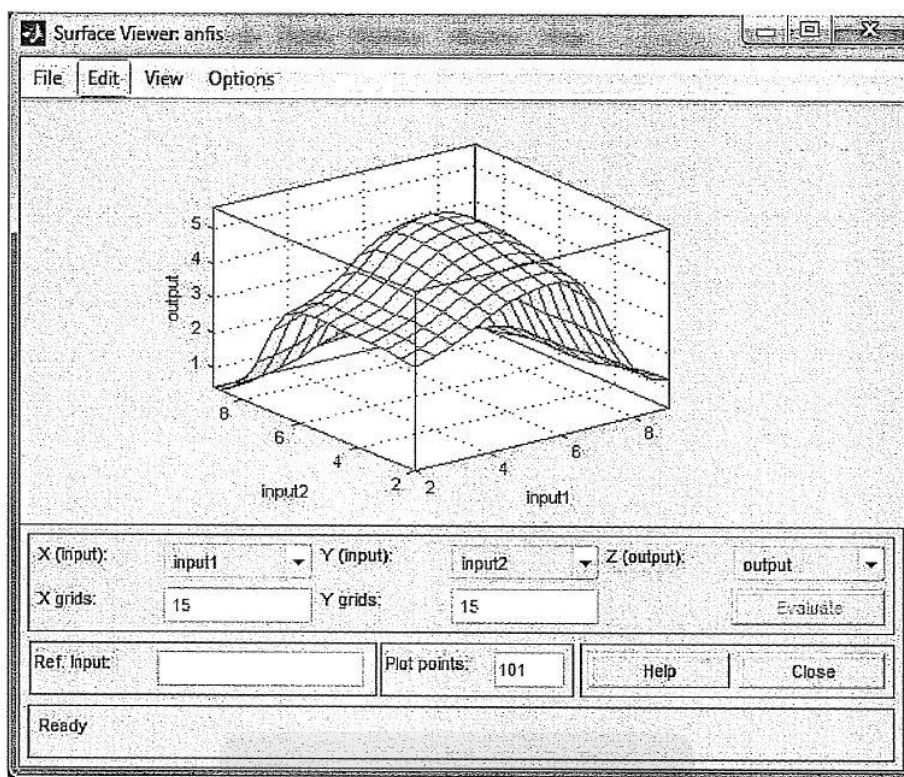 Surface Viewer: anfis
File Edit View Options
5
4
3
2
1
output
8
6
4
2
input2
2
4
6
8
input1
X (input): input1 Y (input): input2 Z (output): output
X grids: 15 Y grids: 15 Evaluate
Ref. Input: Plot points: 101 Help Close
Ready